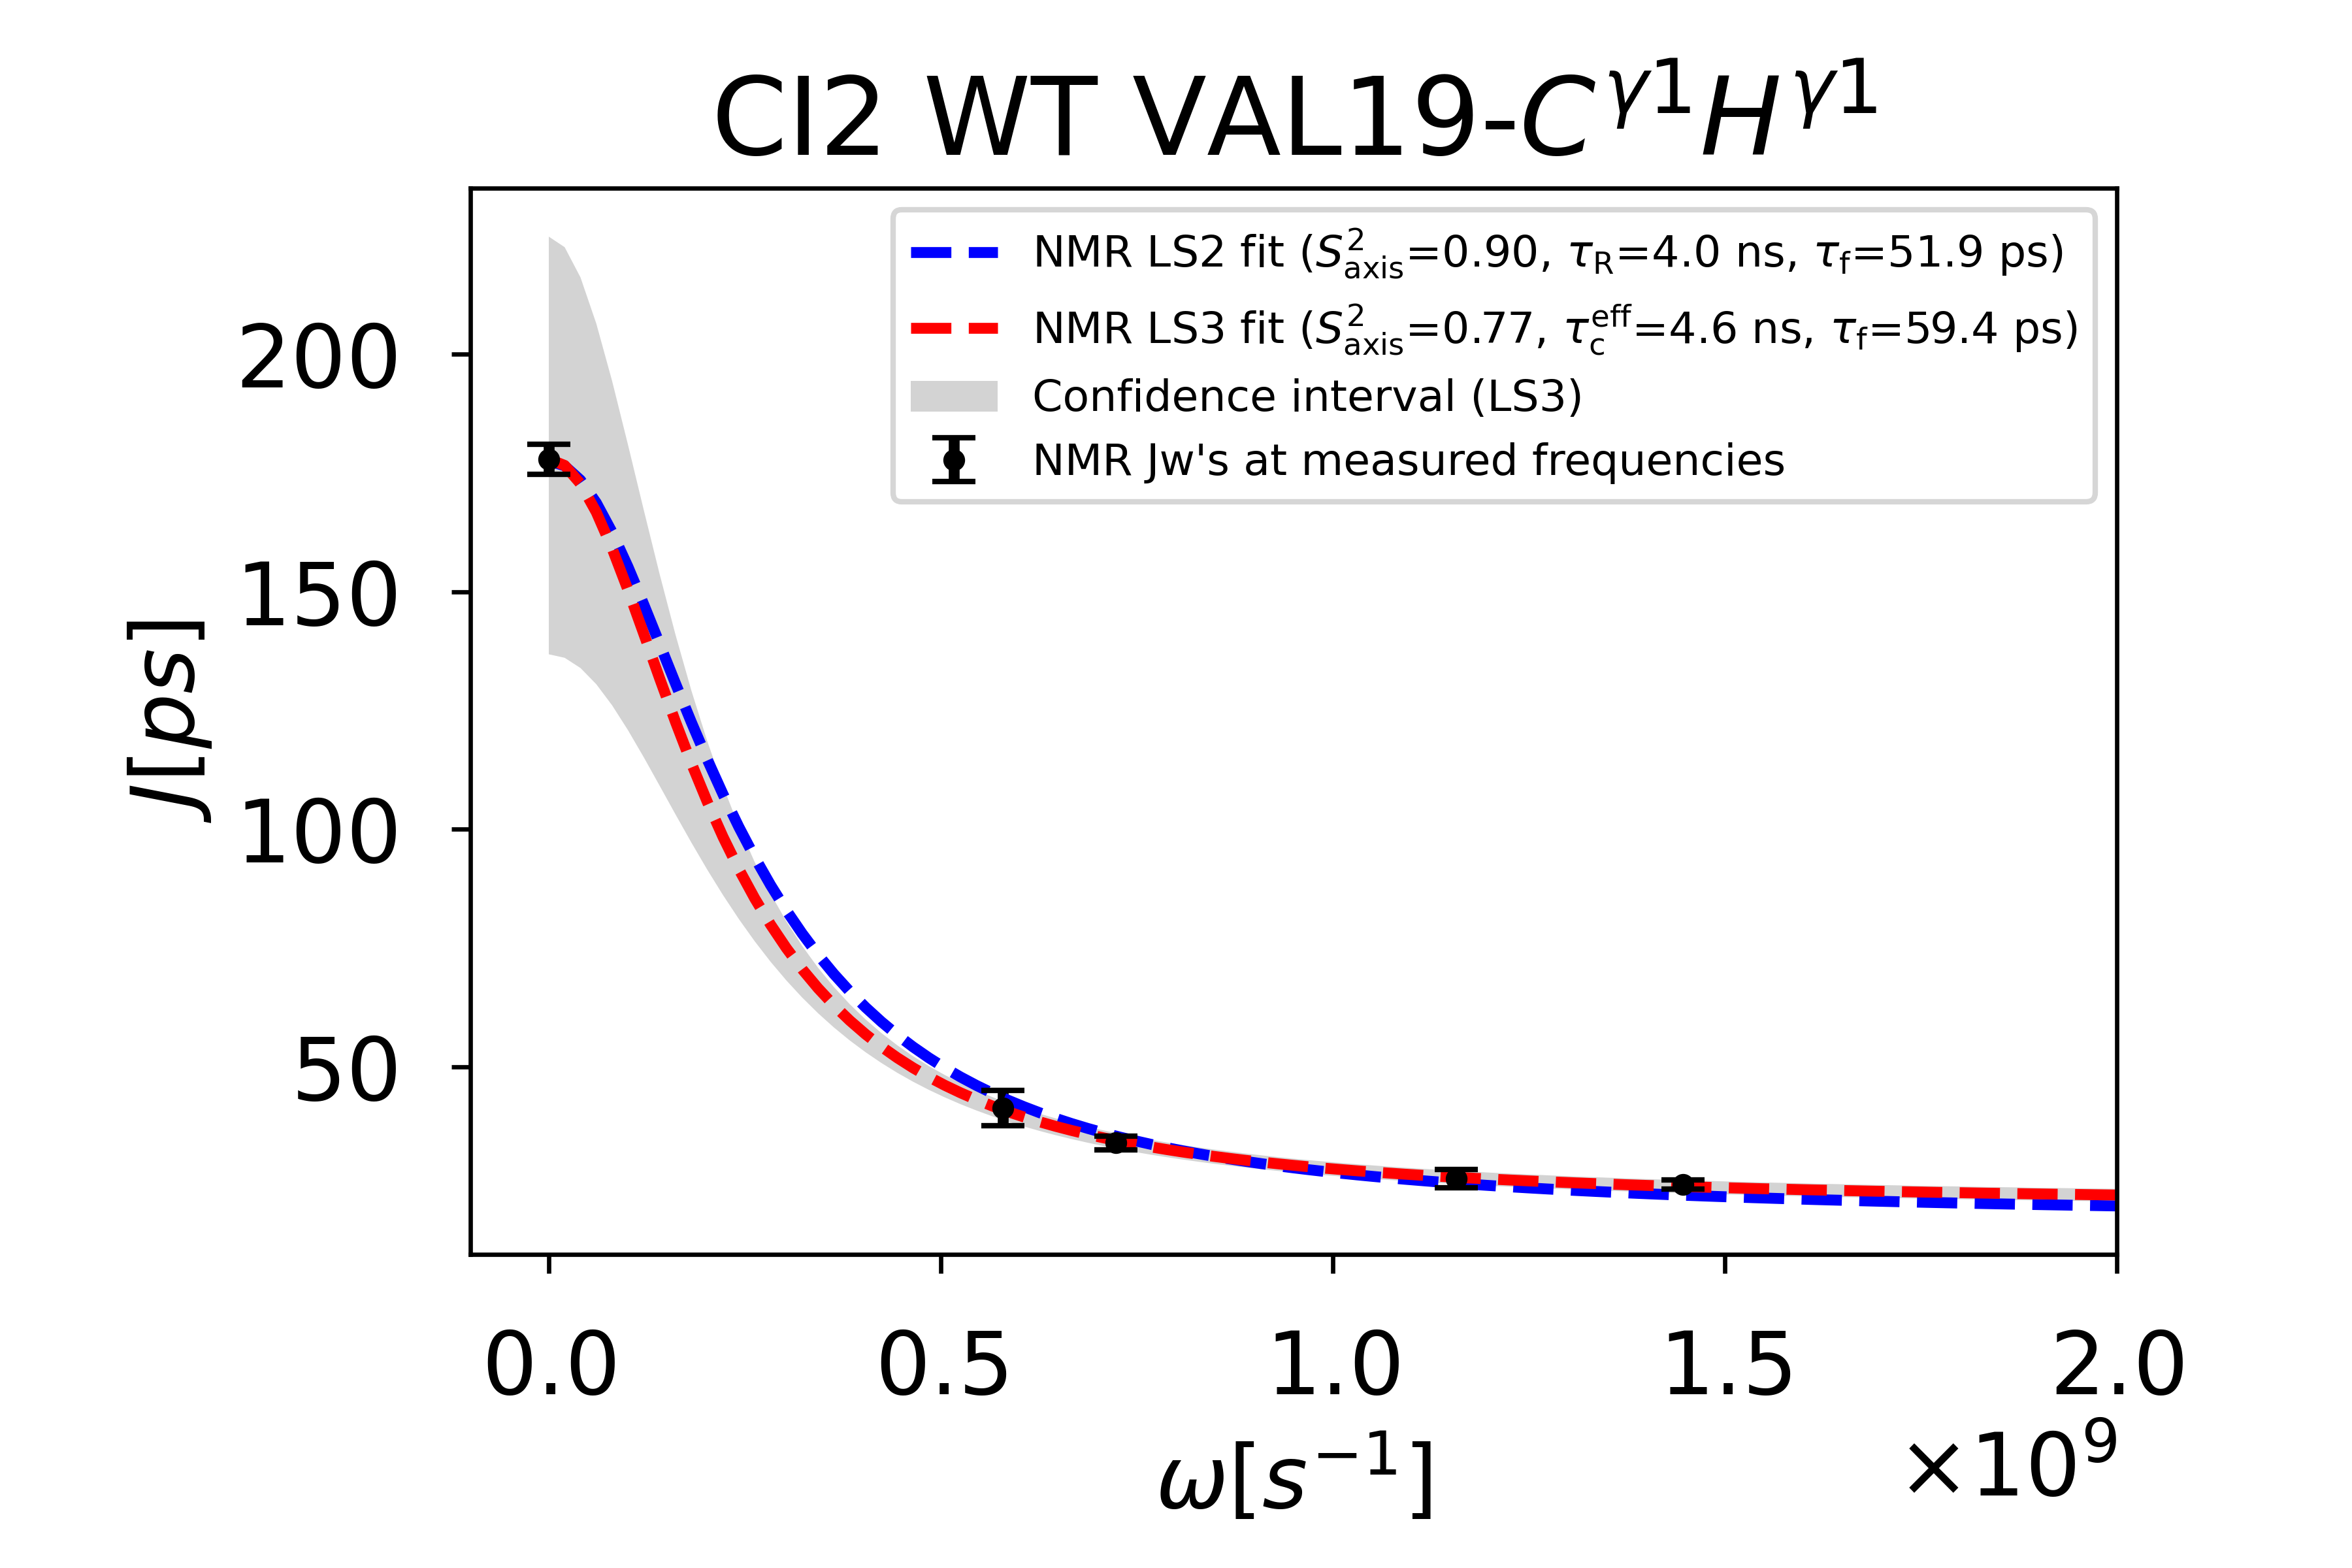 CI2 WT VAL19-C^γ1H^γ1
NMR LS2 fit (S²axis=0.90, τR=4.0 ns, τf=51.9 ps)
NMR LS3 fit (S²axis=0.77, τc^eff=4.6 ns, τf=59.4 ps)
Confidence interval (LS3)
NMR Jw's at measured frequencies
J[ps]
200
150
100
50
0.0 0.5 1.0 1.5 2.0
×10⁹
ω[s⁻¹]